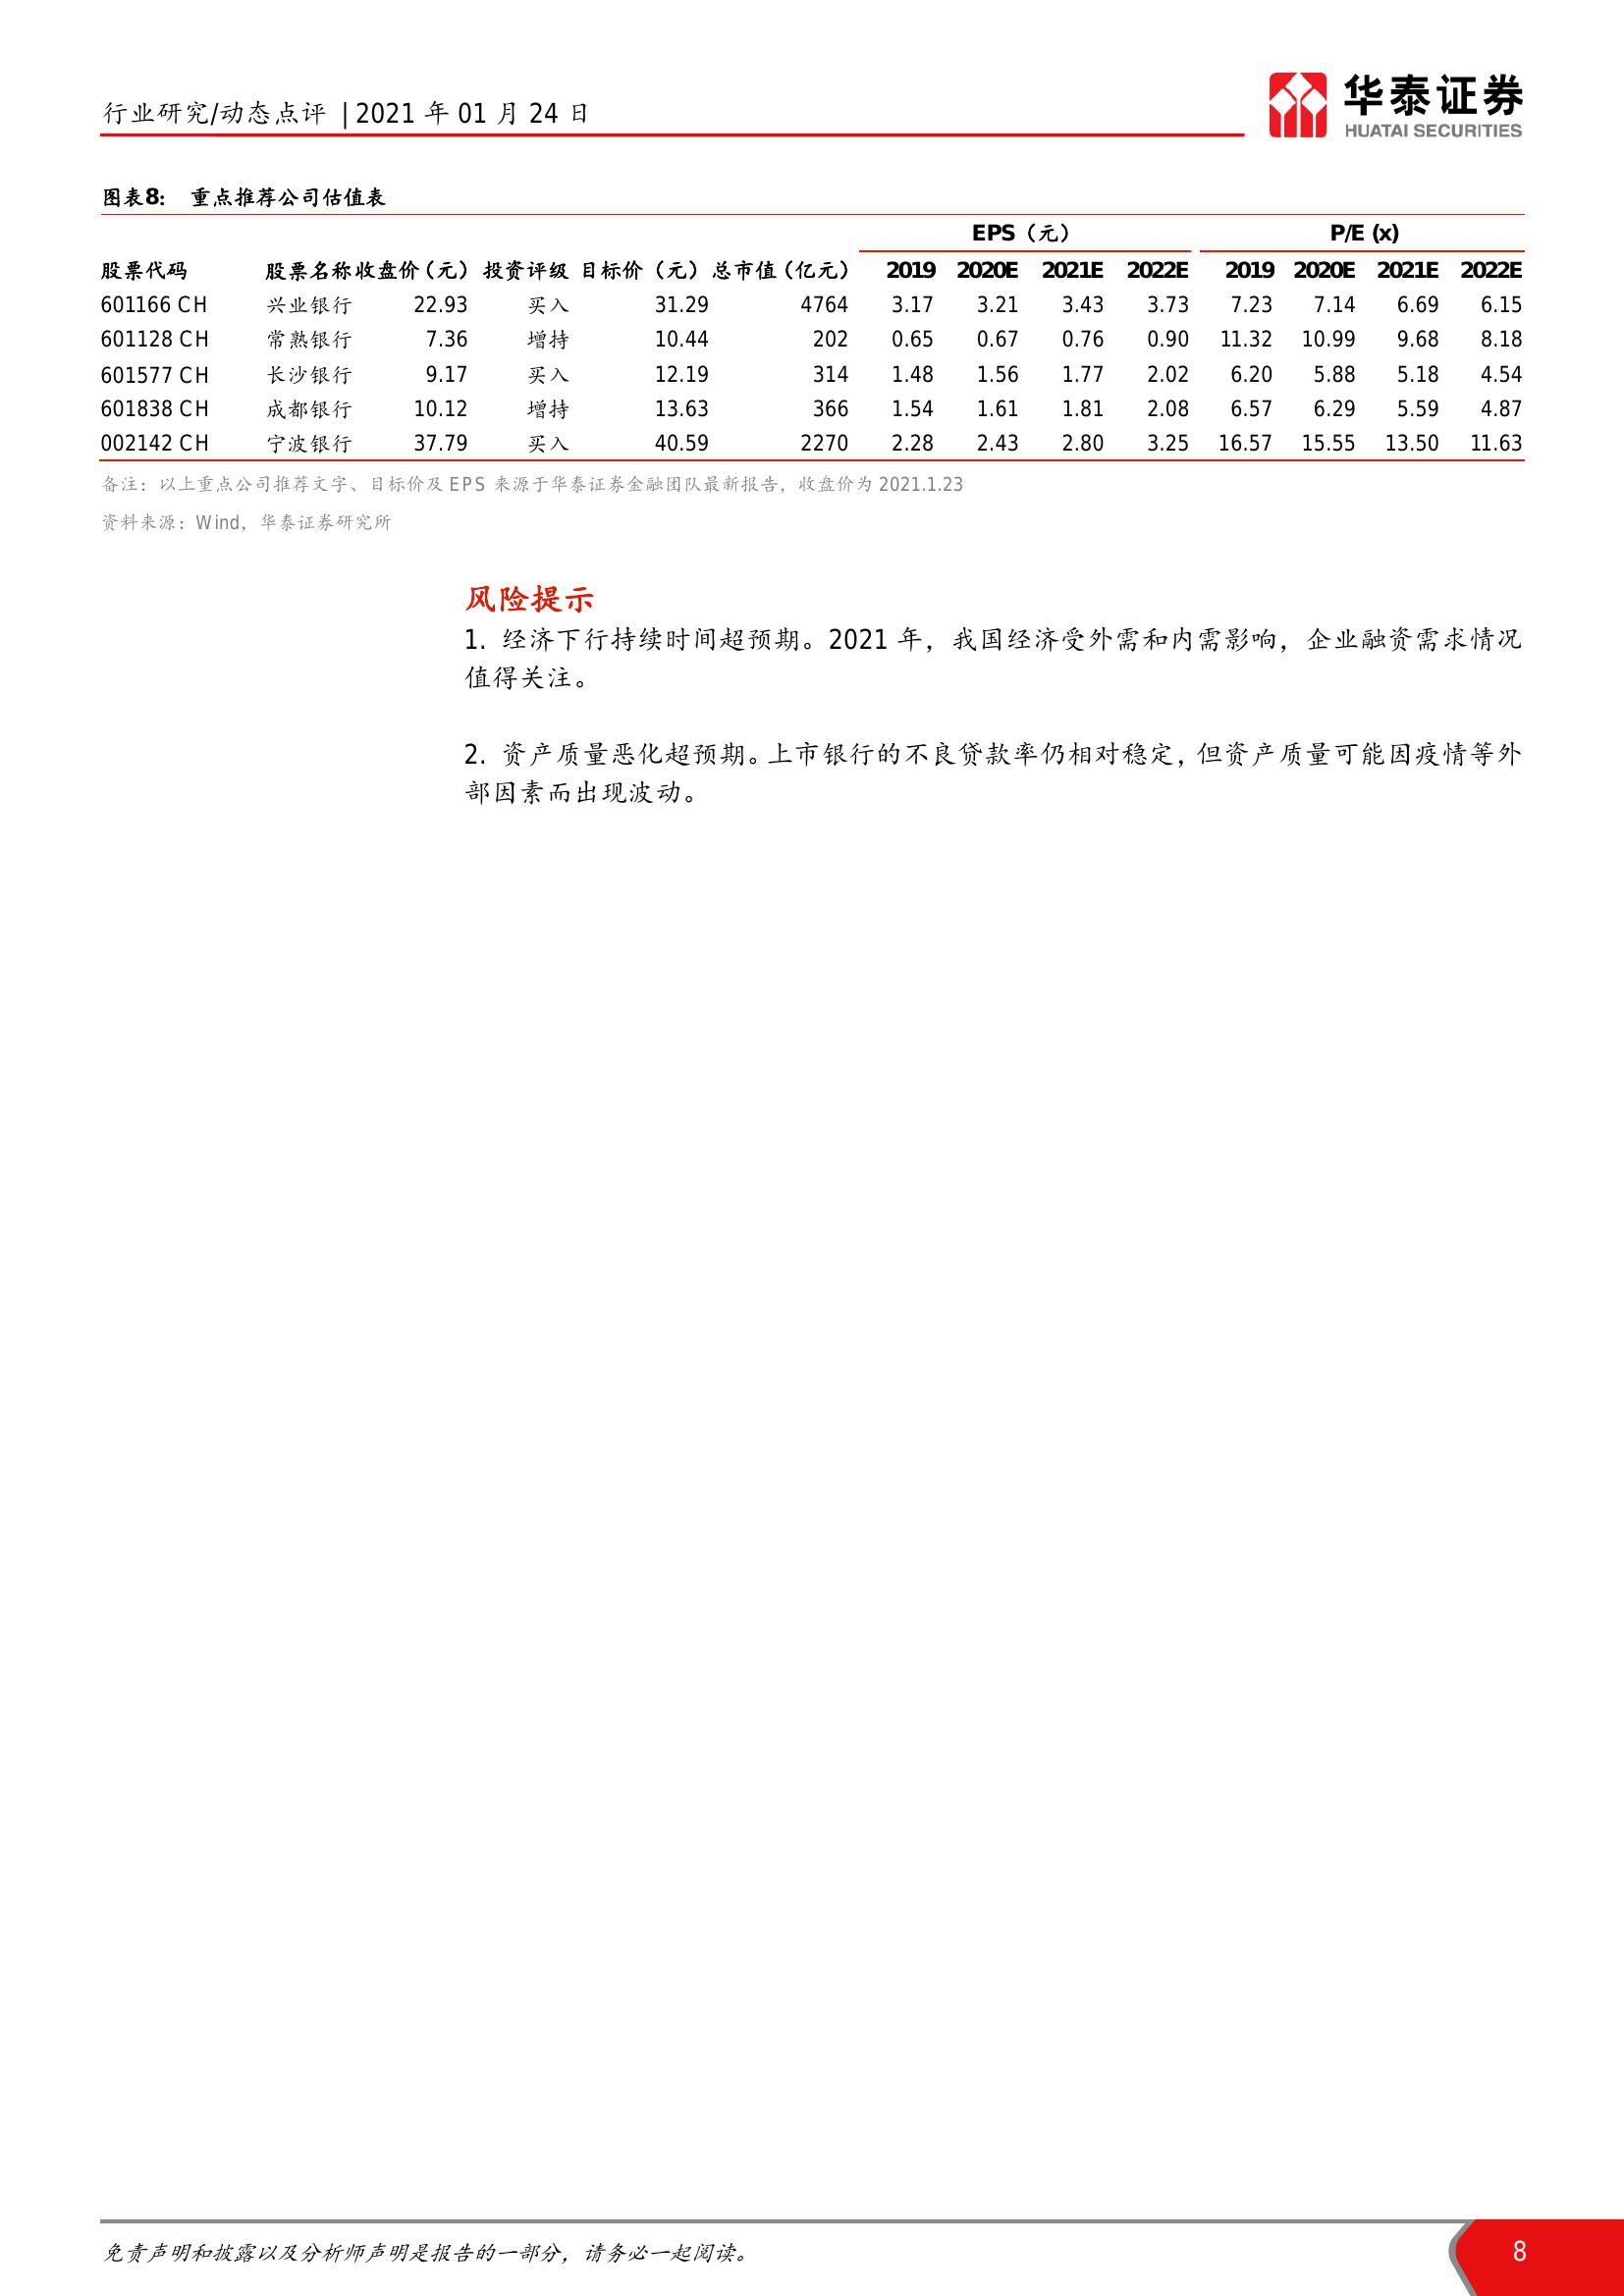 行业研究/动态点评 | 2021 年 01 月 24 日
华泰证券
HUATAI SECURITIES
图表8: 重点推荐公司估值表
EPS（元） P/E (x)
股票代码 股票名称 收盘价（元） 投资评级 目标价（元） 总市值（亿元） 2019 2020E 2021E 2022E 2019 2020E 2021E 2022E
601166 CH 兴业银行 22.93 买入 31.29 4764 3.17 3.21 3.43 3.73 7.23 7.14 6.69 6.15
601128 CH 常熟银行 7.36 增持 10.44 202 0.65 0.67 0.76 0.90 11.32 10.99 9.68 8.18
601577 CH 长沙银行 9.17 买入 12.19 314 1.48 1.56 1.77 2.02 6.20 5.88 5.18 4.54
601838 CH 成都银行 10.12 增持 13.63 366 1.54 1.61 1.81 2.08 6.57 6.29 5.59 4.87
002142 CH 宁波银行 37.79 买入 40.59 2270 2.28 2.43 2.80 3.25 16.57 15.55 13.50 11.63
备注：以上重点公司推荐文字、目标价及 EPS 来源于华泰证券金融团队最新报告，收盘价为 2021.1.23
资料来源：Wind，华泰证券研究所
风险提示
1. 经济下行持续时间超预期。2021 年，我国经济受外需和内需影响，企业融资需求情况
值得关注。
2. 资产质量恶化超预期。上市银行的不良贷款率仍相对稳定，但资产质量可能因疫情等外
部因素而出现波动。
免责声明和披露以及分析师声明是报告的一部分，请务必一起阅读。
8